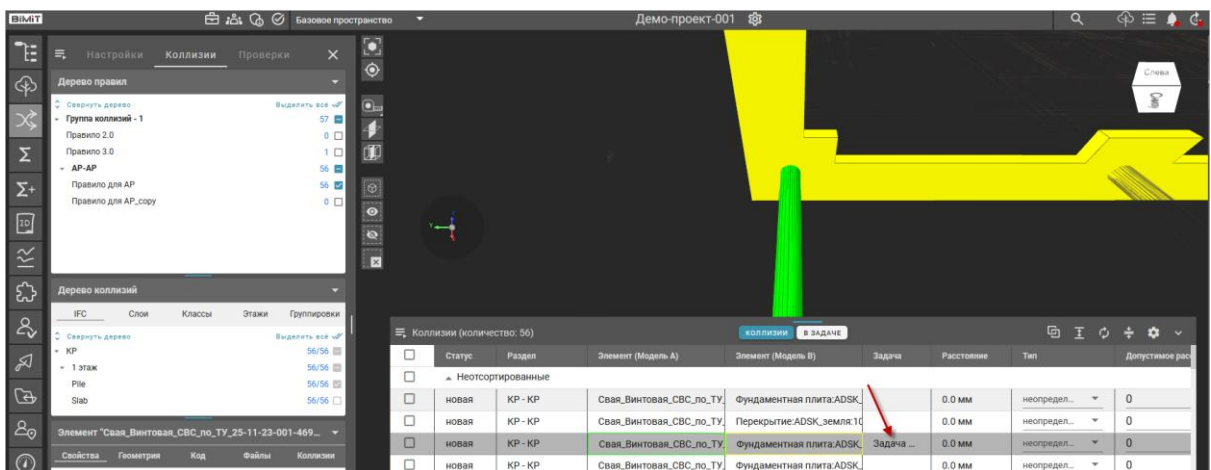 BIMIT Базовое пространство Демо-проект-001
Настройки Коллизии Проверки
Дерево правил
Свернуть дерево Выделить всё
Группа коллизий - 1 57
Правило 2.0 0
Правило 3.0 1
АР-АР 56
Правило для АР 56
Правило для АР_copy 0
Дерево коллизий
IFC Слои Классы Этажи Группировки
Свернуть дерево Выделить всё
КР 56/56
1 этаж 56/56
Pile 56/56
Slab 56/56
Элемент "Свая_Винтовая_СВС_по_ТУ_25-11-23-001-469...
Свойства Геометрия Код Файлы Коллизии
Слева
Σ
Σ+
1D
Y
Коллизии (количество: 56) КОЛЛИЗИИ В ЗАДАЧЕ
Статус Раздел Элемент (Модель A) Элемент (Модель B) Задача Расстояние Тип Допустимое рас
Неотсортированные
новая КР - КР Свая_Винтовая_СВС_по_ТУ_ Фундаментная плита:ADSK_ 0.0 мм неопредел... 0
новая КР - КР Свая_Винтовая_СВС_по_ТУ_ Перекрытие:ADSK_земля:10 0.0 мм неопредел... 0
новая КР - КР Свая_Винтовая_СВС_по_ТУ Фундаментная плита:ADSK_ Задача ... 0.0 мм неопредел... 0
новая КР - КР Свая_Винтовая_СВС_по_ТУ_ Фундаментная плита:ADSK_ 0.0 мм неопредел... 0